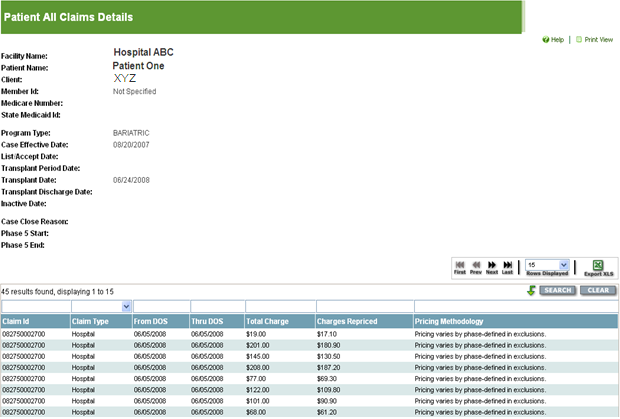 Patient All Claims Details
Help | Print View
Facility Name: Hospital ABC
Patient Name: Patient One
Client: XYZ
Member Id: Not Specified
Medicare Number:
State Medicaid Id:
Program Type: BARIATRIC
Case Effective Date: 08/20/2007
List/Accept Date:
Transplant Period Date:
Transplant Date: 06/24/2008
Transplant Discharge Date:
Inactive Date:
Case Close Reason:
Phase 5 Start:
Phase 5 End:
First Prev Next Last 15 Rows Displayed Export XLS
45 results found, displaying 1 to 15 SEARCH CLEAR
Claim Id Claim Type From DOS Thru DOS Total Charge Charges Repriced Pricing Methodology
082750002700 Hospital 06/05/2008 06/05/2008 $19.00 $17.10 Pricing varies by phase-defined in exclusions.
082750002700 Hospital 06/05/2008 06/05/2008 $201.00 $180.90 Pricing varies by phase-defined in exclusions.
082750002700 Hospital 06/05/2008 06/05/2008 $145.00 $130.50 Pricing varies by phase-defined in exclusions.
082750002700 Hospital 06/05/2008 06/05/2008 $208.00 $187.20 Pricing varies by phase-defined in exclusions.
082750002700 Hospital 06/05/2008 06/05/2008 $77.00 $69.30 Pricing varies by phase-defined in exclusions.
082750002700 Hospital 06/05/2008 06/05/2008 $122.00 $109.80 Pricing varies by phase-defined in exclusions.
082750002700 Hospital 06/05/2008 06/05/2008 $101.00 $90.90 Pricing varies by phase-defined in exclusions.
082750002700 Hospital 06/05/2008 06/05/2008 $68.00 $61.20 Pricing varies by phase-defined in exclusions.